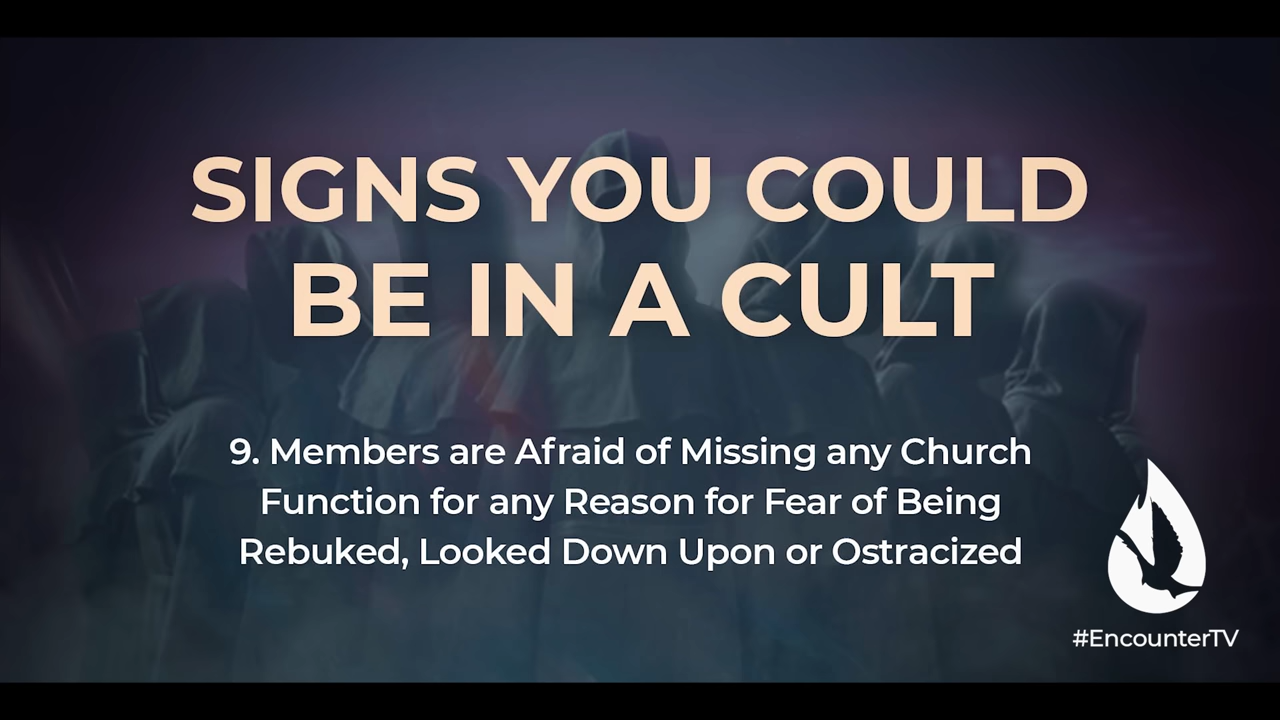 SIGNS YOU COULD
BE IN A CULT
9. Members are Afraid of Missing any Church
Function for any Reason for Fear of Being
Rebuked, Looked Down Upon or Ostracized
#EncounterTV